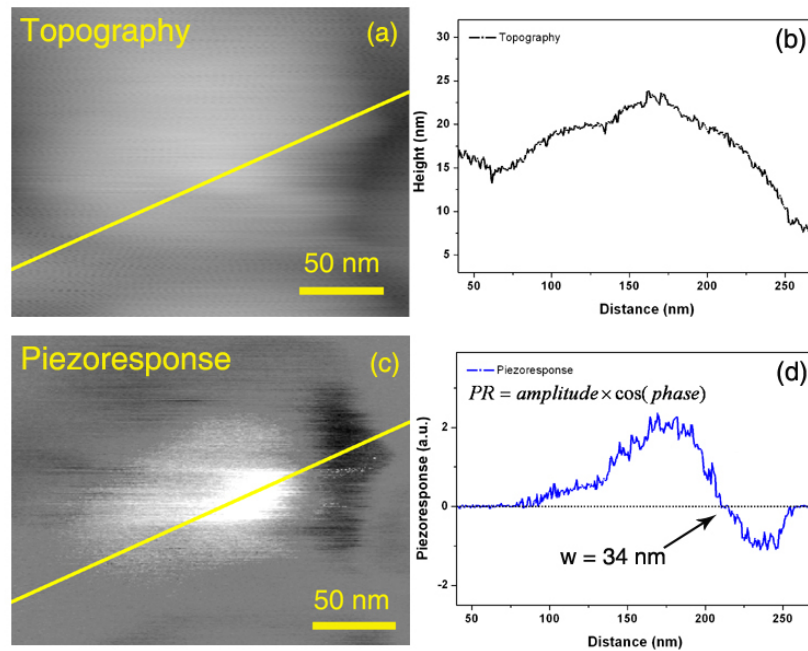 Topography (a)
50 nm
(b)
Topography
30
25
20
15
10
5
Height (nm)
50 100 150 200 250
Distance (nm)
Piezoresponse (c)
50 nm
(d)
Piezoresponse
PR = amplitude × cos( phase)
2
0
-2
Piezoresponse (a.u.)
w = 34 nm
50 100 150 200 250
Distance (nm)